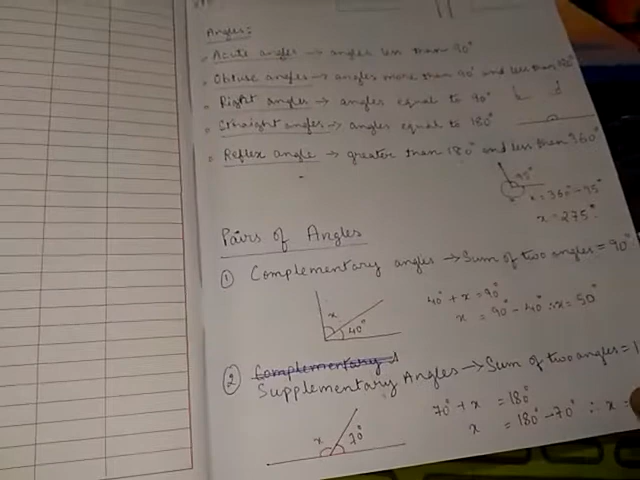 Angles:
Acute angles → angles less than 90°
Obtuse angles → angles more than 90° and less than 180°
Right angles → angles equal to 90°
Straight angles → angles equal to 180°
Reflex angle → greater than 180° and less than 360°
95°
x = 360° - 95°
x = 275°
Pairs of Angles
① Complementary angles → Sum of two angles = 90°
x
40°
40° + x = 90°
x = 90° - 40° ∴ x = 50°
② Complementary
Supplementary Angles → Sum of two angles = 1
x
70°
70° + x = 180°
x = 180° - 70° ∴ x =